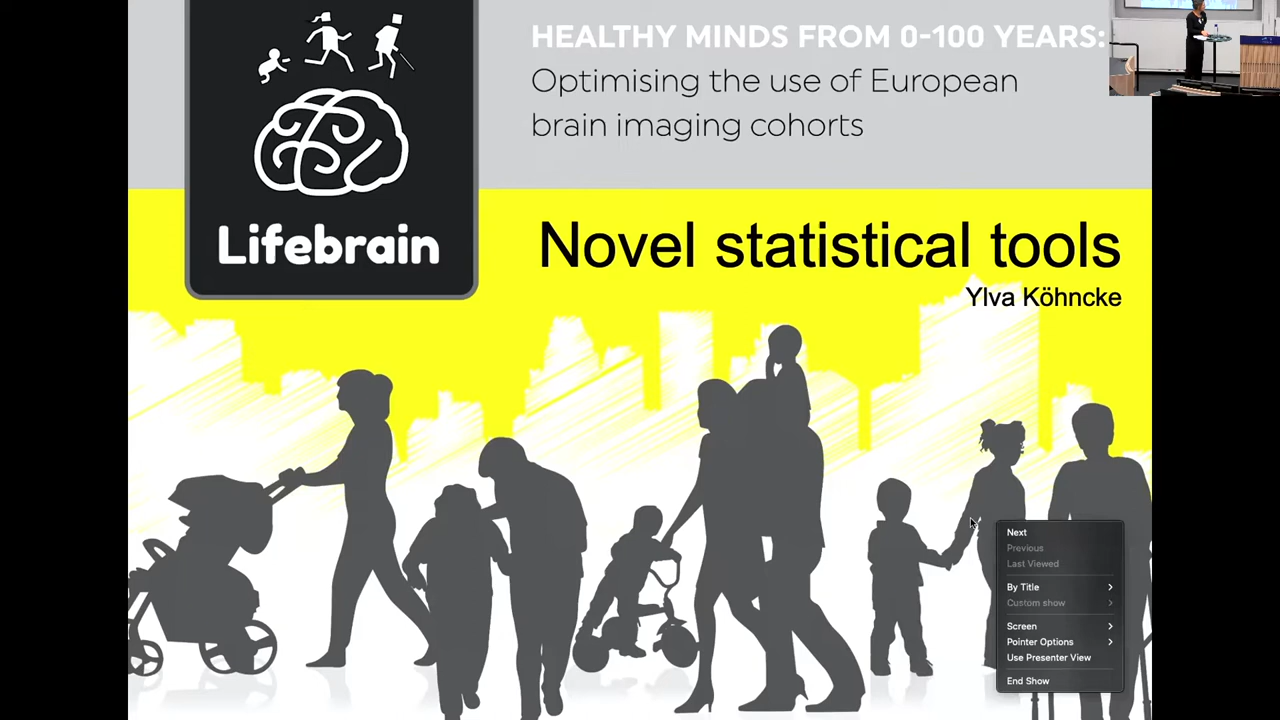 HEALTHY MINDS FROM 0-100 YEARS:
Optimising the use of European
brain imaging cohorts
Lifebrain
Novel statistical tools
Ylva Köhncke
Next
Previous
Last Viewed
By Title
Custom show
Screen
Pointer Options
Use Presenter View
End Show